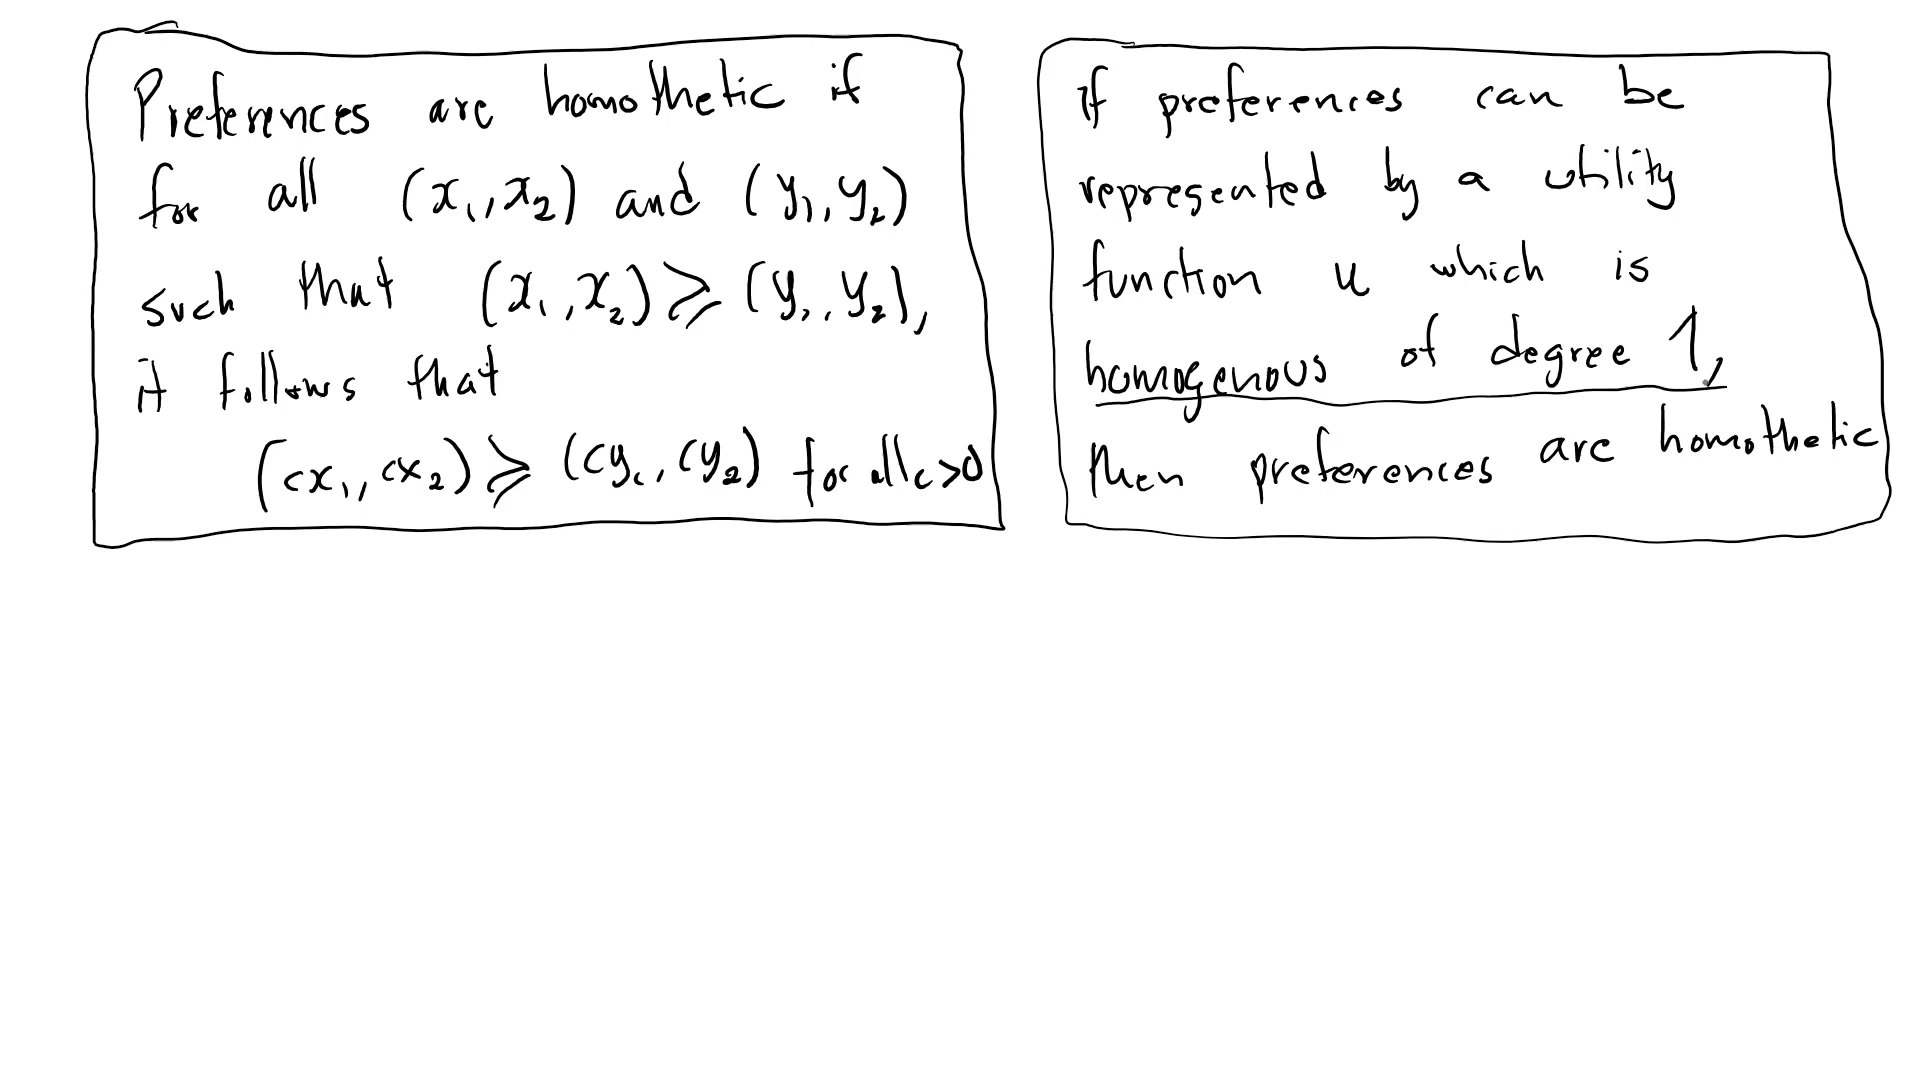 Preferences are homothetic if
for all (x₁, x₂) and (y₁, y₂)
such that (x₁, x₂) ≽ (y₁, y₂),
it follows that
(cx₁, cx₂) ≽ (cy₁, cy₂) for all c>0
if preferences can be
represented by a utility
function u which is
homogenous of degree 1,
then preferences are homothetic